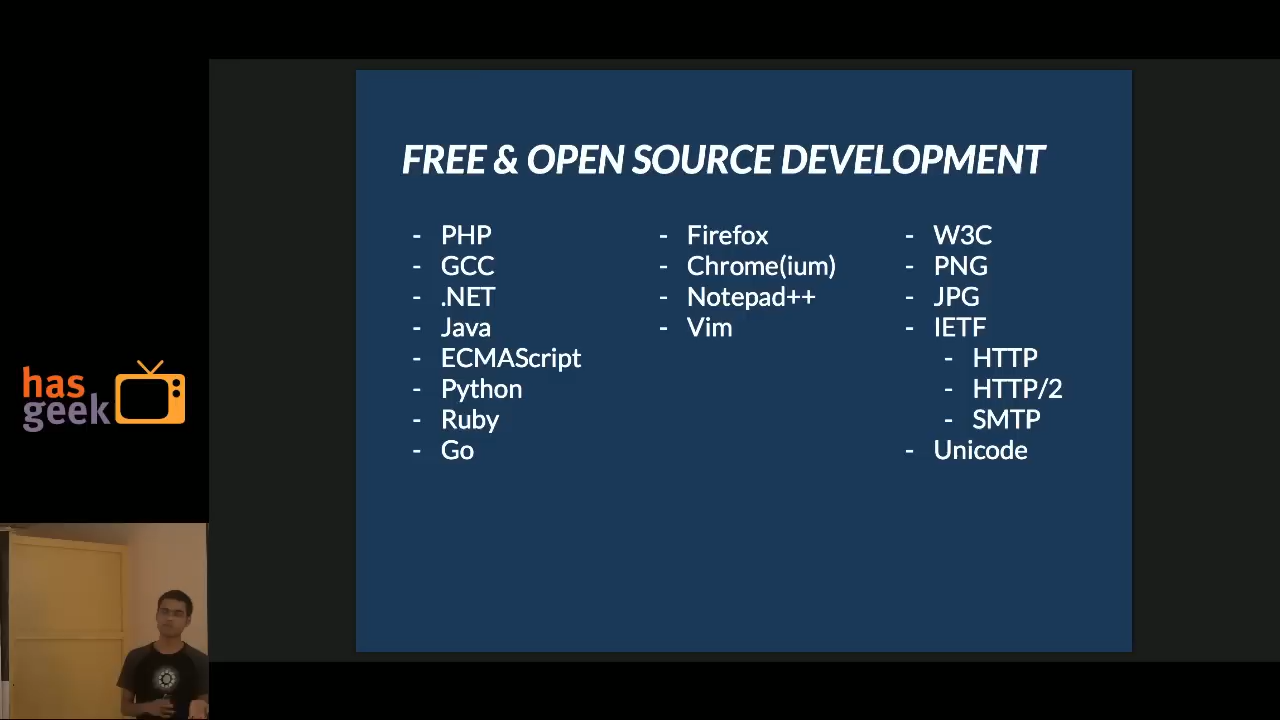 FREE & OPEN SOURCE DEVELOPMENT
- PHP
- GCC
- .NET
- Java
- ECMAScript
- Python
- Ruby
- Go
- Firefox
- Chrome(ium)
- Notepad++
- Vim
- W3C
- PNG
- JPG
- IETF
- HTTP
- HTTP/2
- SMTP
- Unicode
has
geek